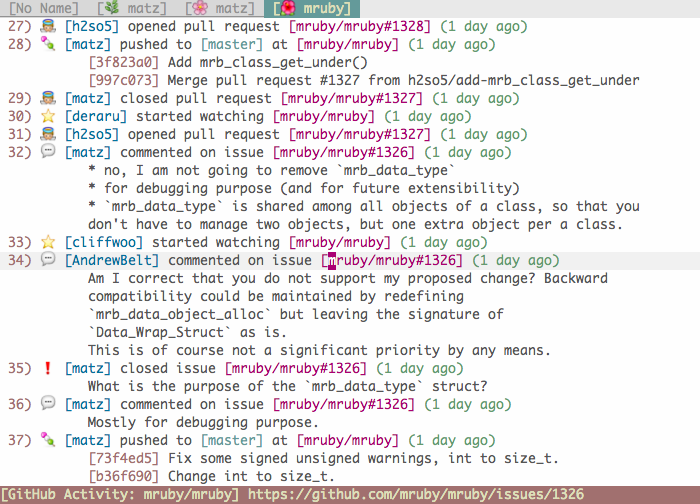 [No Name] [ matz] [ matz] [ mruby]
27) [h2so5] opened pull request [mruby/mruby#1328] (1 day ago)
28) [matz] pushed to [master] at [mruby/mruby] (1 day ago)
[3f823a0] Add mrb_class_get_under()
[997c073] Merge pull request #1327 from h2so5/add-mrb_class_get_under
29) [matz] closed pull request [mruby/mruby#1327] (1 day ago)
30) [deraru] started watching [mruby/mruby] (1 day ago)
31) [h2so5] opened pull request [mruby/mruby#1327] (1 day ago)
32) [matz] commented on issue [mruby/mruby#1326] (1 day ago)
* no, I am not going to remove `mrb_data_type`
* for debugging purpose (and for future extensibility)
* `mrb_data_type` is shared among all objects of a class, so that you
don't have to manage two objects, but one extra object per a class.
33) [cliffwoo] started watching [mruby/mruby] (1 day ago)
34) [AndrewBelt] commented on issue [mruby/mruby#1326] (1 day ago)
Am I correct that you do not support my proposed change? Backward
compatibility could be maintained by redefining
`mrb_data_object_alloc` but leaving the signature of
`Data_Wrap_Struct` as is.
This is of course not a significant priority by any means.
35) [matz] closed issue [mruby/mruby#1326] (1 day ago)
What is the purpose of the `mrb_data_type` struct?
36) [matz] commented on issue [mruby/mruby#1326] (1 day ago)
Mostly for debugging purpose.
37) [matz] pushed to [master] at [mruby/mruby] (1 day ago)
[73f4ed5] Fix some signed unsigned warnings, int to size_t.
[b36f690] Change int to size_t.
[GitHub Activity: mruby/mruby] https://github.com/mruby/mruby/issues/1326